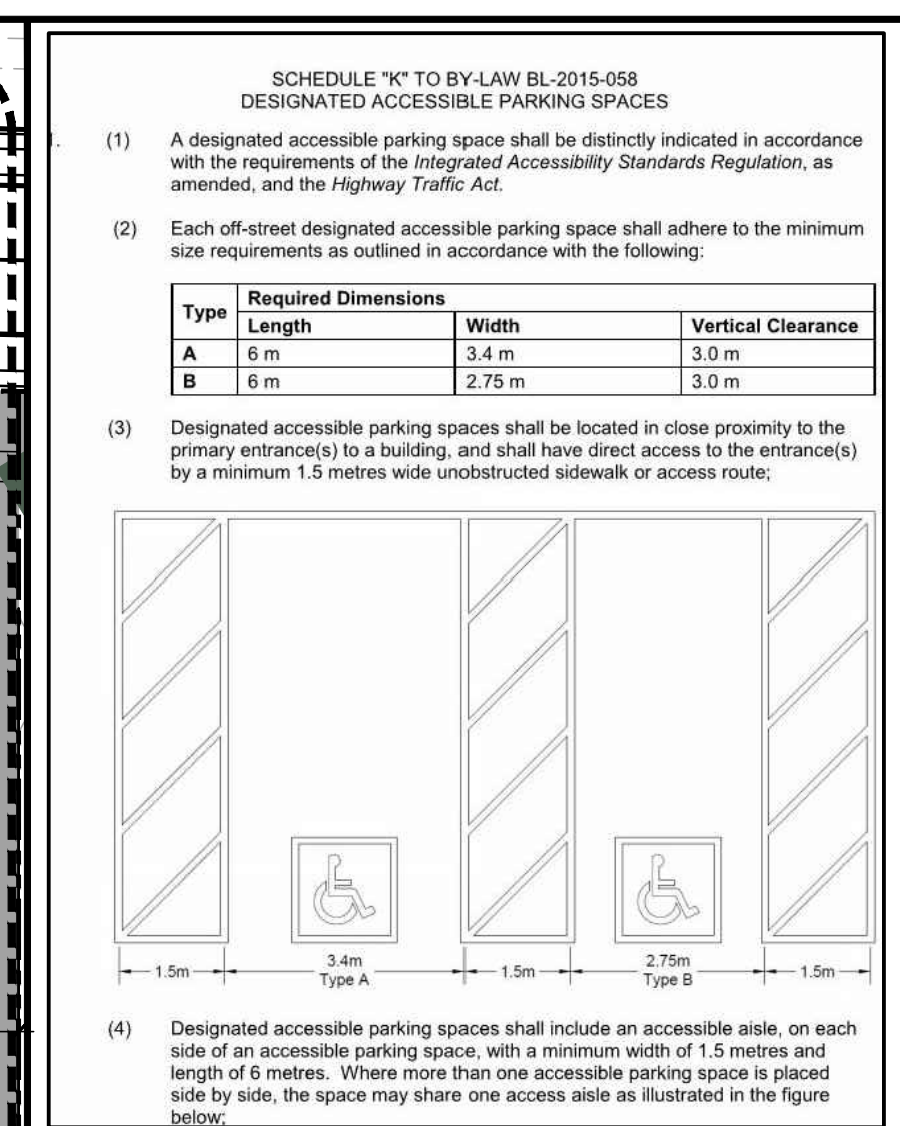 SCHEDULE "K" TO BY-LAW BL-2015-058
DESIGNATED ACCESSIBLE PARKING SPACES
1. (1) A designated accessible parking space shall be distinctly indicated in accordance
with the requirements of the Integrated Accessibility Standards Regulation, as
amended, and the Highway Traffic Act.
(2) Each off-street designated accessible parking space shall adhere to the minimum
size requirements as outlined in accordance with the following:
Type Required Dimensions
Length Width Vertical Clearance
A 6 m 3.4 m 3.0 m
B 6 m 2.75 m 3.0 m
(3) Designated accessible parking spaces shall be located in close proximity to the
primary entrance(s) to a building, and shall have direct access to the entrance(s)
by a minimum 1.5 metres wide unobstructed sidewalk or access route;
1.5m 3.4m 1.5m 2.75m 1.5m
Type A Type B
(4) Designated accessible parking spaces shall include an accessible aisle, on each
side of an accessible parking space, with a minimum width of 1.5 metres and
length of 6 metres. Where more than one accessible parking space is placed
side by side, the space may share one access aisle as illustrated in the figure
below;